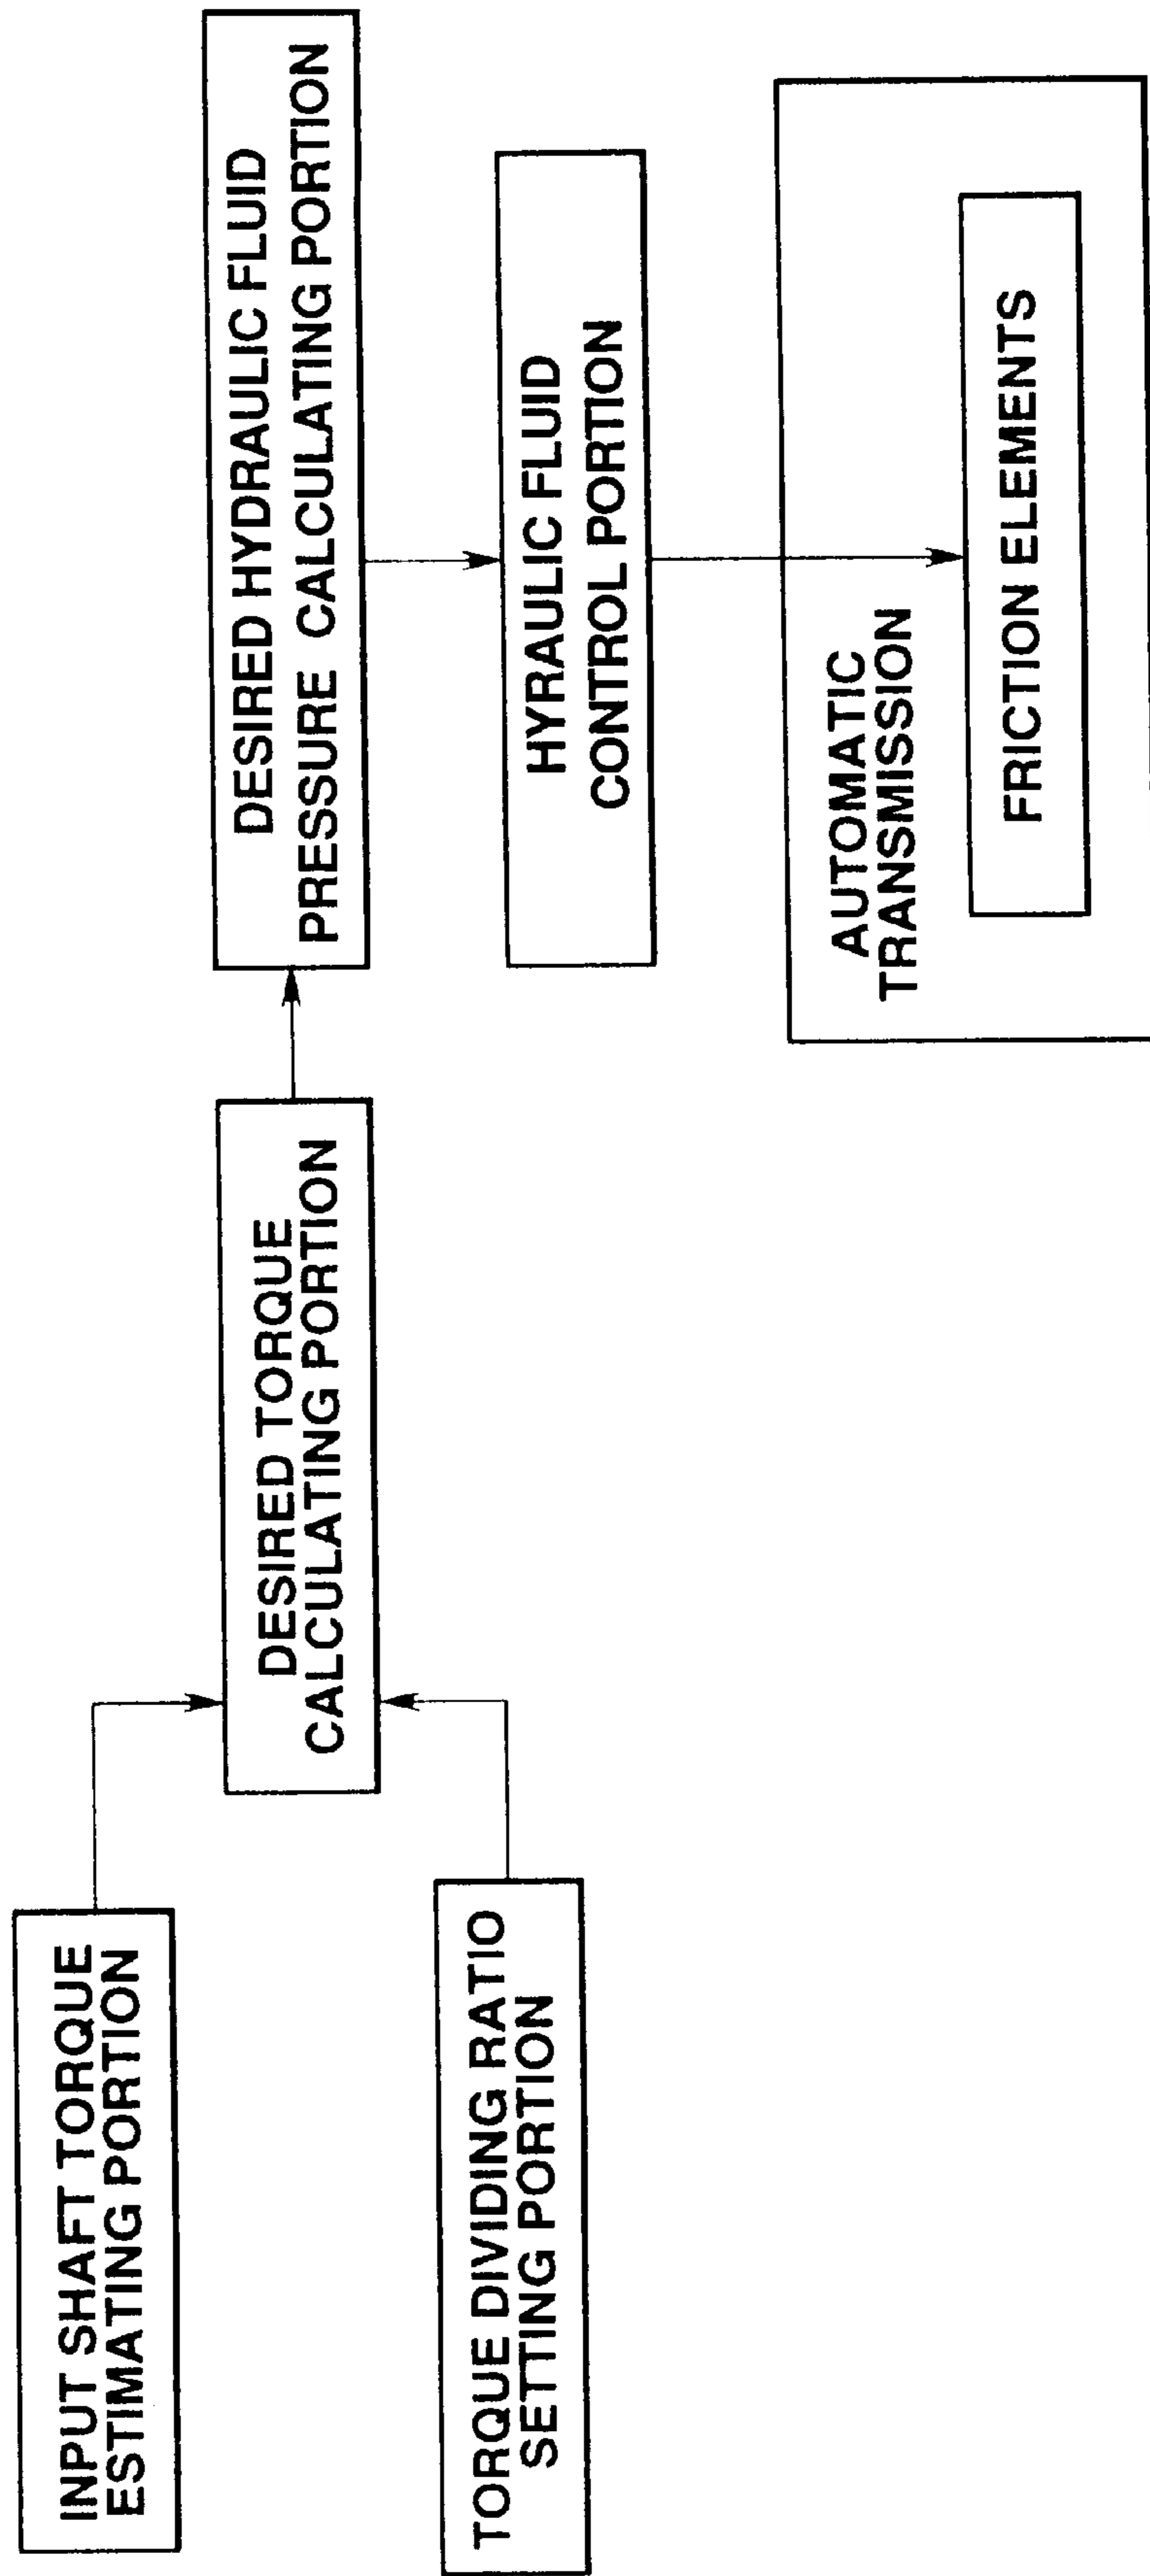 INPUT SHAFT TORQUE
ESTIMATING PORTION
TORQUE DIVIDING RATIO
SETTING PORTION
DESIRED TORQUE
CALCULATING PORTION
DESIRED HYDRAULIC FLUID
PRESSURE CALCULATING PORTION
HYRAULIC FLUID
CONTROL PORTION
AUTOMATIC
TRANSMISSION
FRICTION ELEMENTS